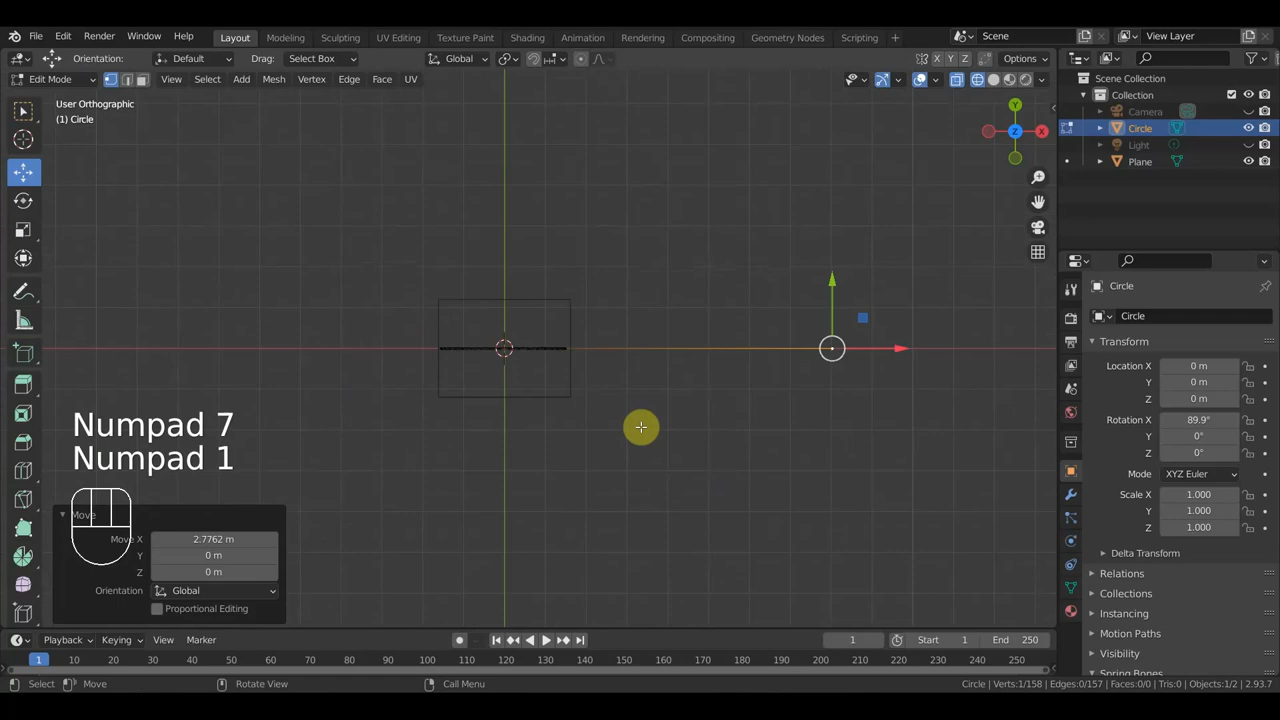 File Edit Render Window Help Layout Modeling Sculpting UV Editing Texture Paint Shading Animation Rendering Compositing Geometry Nodes Scripting + Scene View Layer
Orientation: Default Drag: Select Box Global X Y Z Options
Edit Mode View Select Add Mesh Vertex Edge Face UV
User Orthographic
(1) Circle
Scene Collection
Collection
Camera
Circle
Light
Plane
Y
Z
X
Circle
Circle
Transform
Location X 0 m
Y 0 m
Z 0 m
Rotation X 89.9°
Y 0°
Z 0°
Mode XYZ Euler
Scale X 1.000
Y 1.000
Z 1.000
Delta Transform
Relations
Collections
Instancing
Motion Paths
Visibility
Spring Bones
Numpad 7
Numpad 1
Move
Move X 2.7762 m
Y 0 m
Z 0 m
Orientation Global
Proportional Editing
Playback Keying View Marker 1 Start 1 End 250
1 10 20 30 40 50 60 70 80 90 100 110 120 130 140 150 160 170 180 190 200 210 220 230 240 250
Select Move Rotate View Call Menu Circle | Verts:1/158 | Edges:0/157 | Faces:0/0 | Tris:0 | Objects:1/2 | 2.93.7